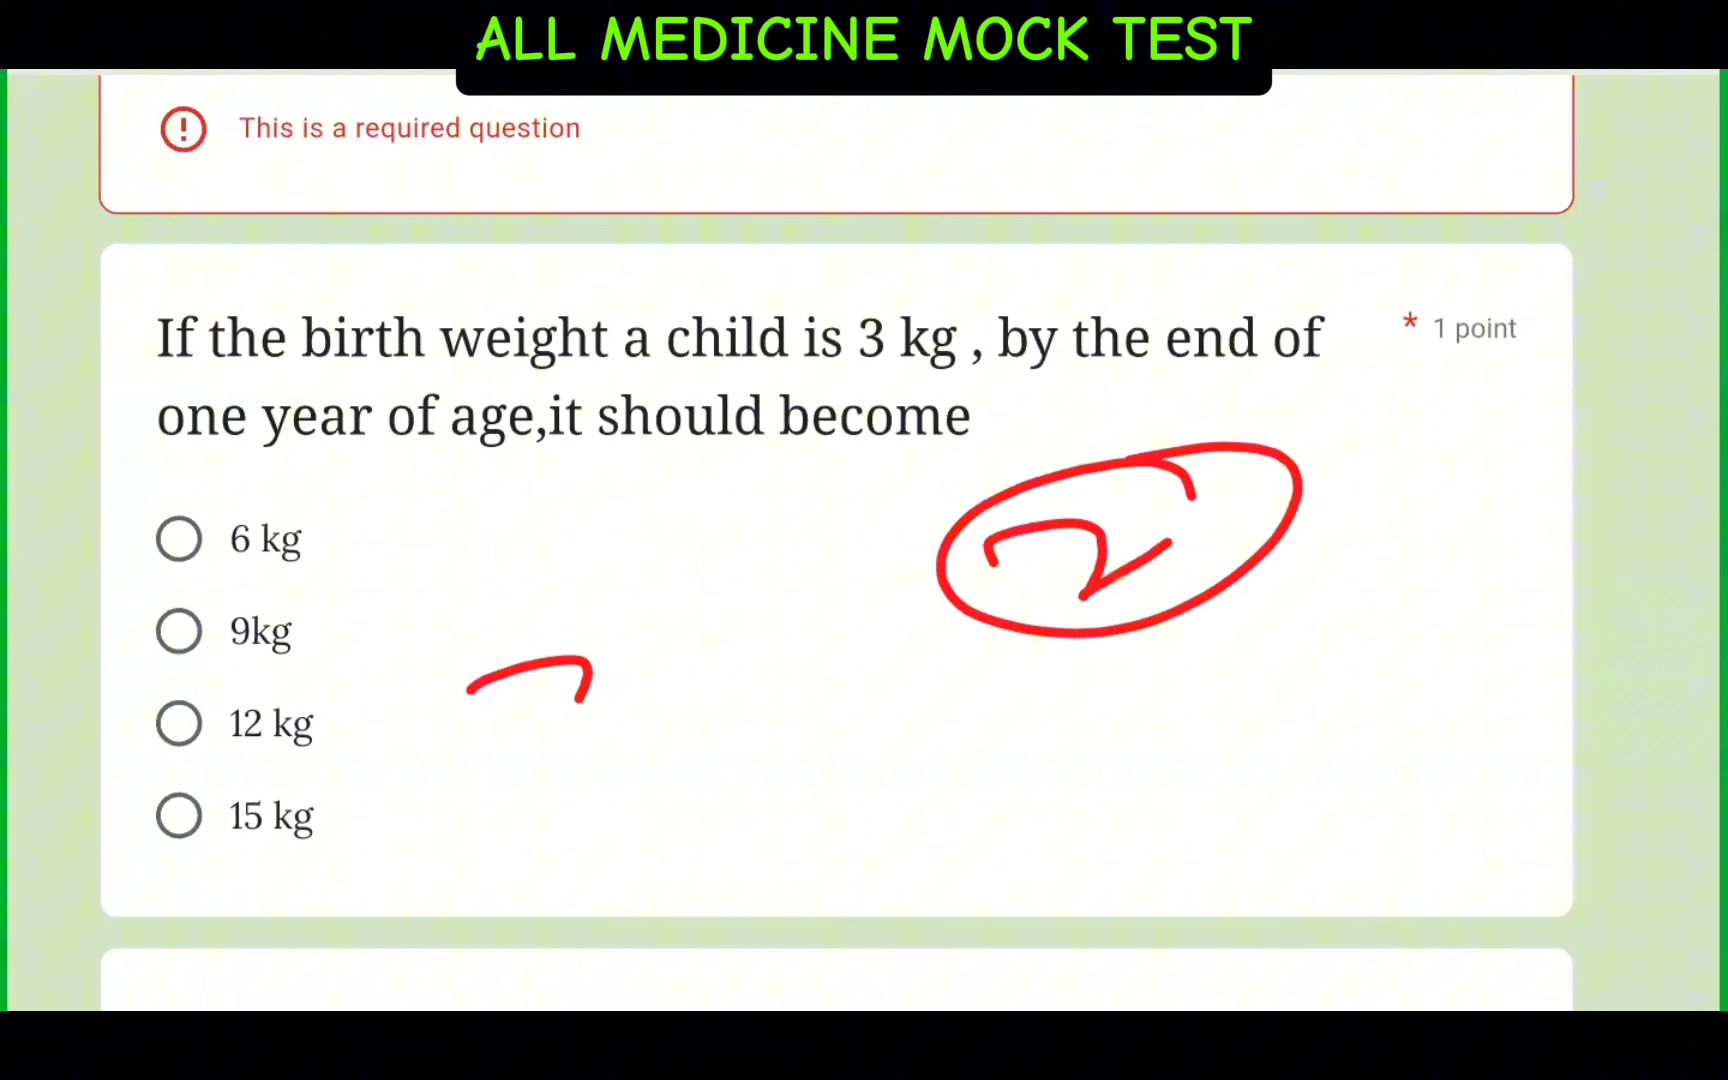 ALL MEDICINE MOCK TEST
This is a required question
If the birth weight a child is 3 kg , by the end of * 1 point
one year of age,it should become
6 kg
9kg
12 kg
15 kg